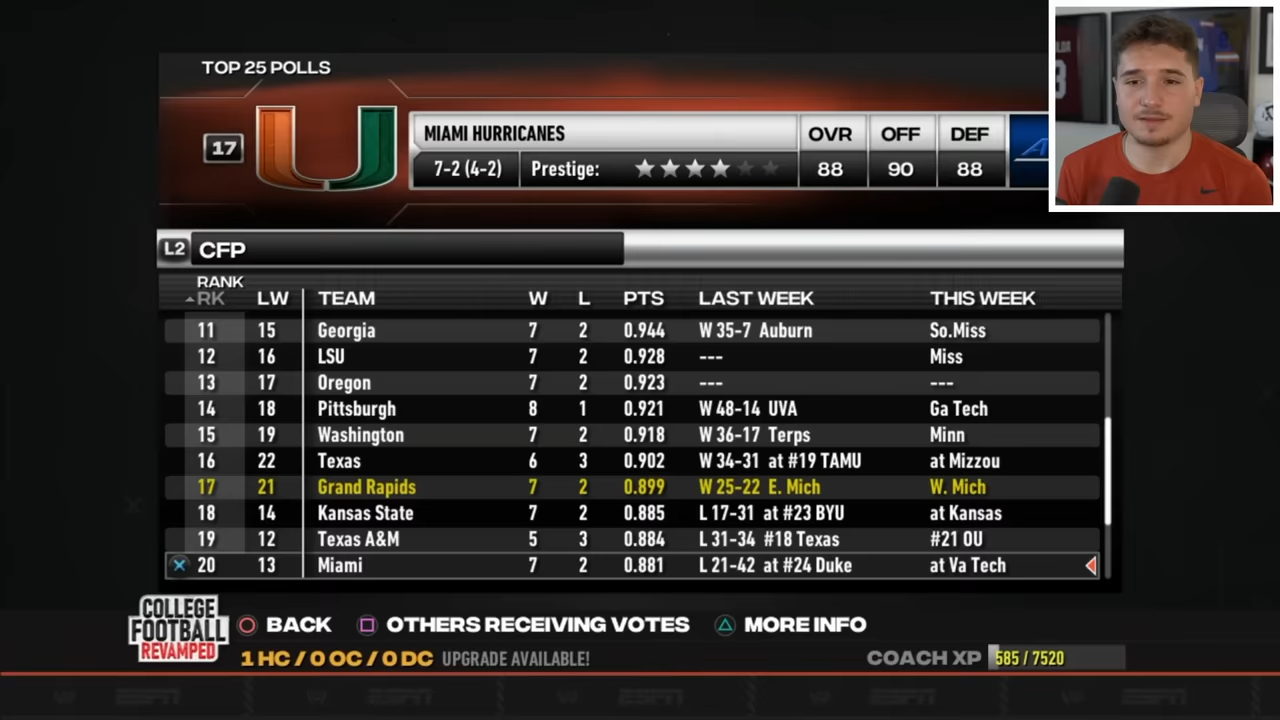 TOP 25 POLLS
17
MIAMI HURRICANES OVR OFF DEF
7-2 (4-2) Prestige: 88 90 88
L2 CFP
RANK
RK LW TEAM W L PTS LAST WEEK THIS WEEK
11 15 Georgia 7 2 0.944 W 35-7 Auburn So.Miss
12 16 LSU 7 2 0.928 --- Miss
13 17 Oregon 7 2 0.923 --- ---
14 18 Pittsburgh 8 1 0.921 W 48-14 UVA Ga Tech
15 19 Washington 7 2 0.918 W 36-17 Terps Minn
16 22 Texas 6 3 0.902 W 34-31 at #19 TAMU at Mizzou
17 21 Grand Rapids 7 2 0.899 W 25-22 E. Mich W. Mich
18 14 Kansas State 7 2 0.885 L 17-31 at #23 BYU at Kansas
19 12 Texas A&M 5 3 0.884 L 31-34 #18 Texas #21 OU
20 13 Miami 7 2 0.881 L 21-42 at #24 Duke at Va Tech
COLLEGE
FOOTBALL
REVAMPED
BACK OTHERS RECEIVING VOTES MORE INFO
1 HC / 0 OC / 0 DC UPGRADE AVAILABLE! COACH XP 585 / 7520